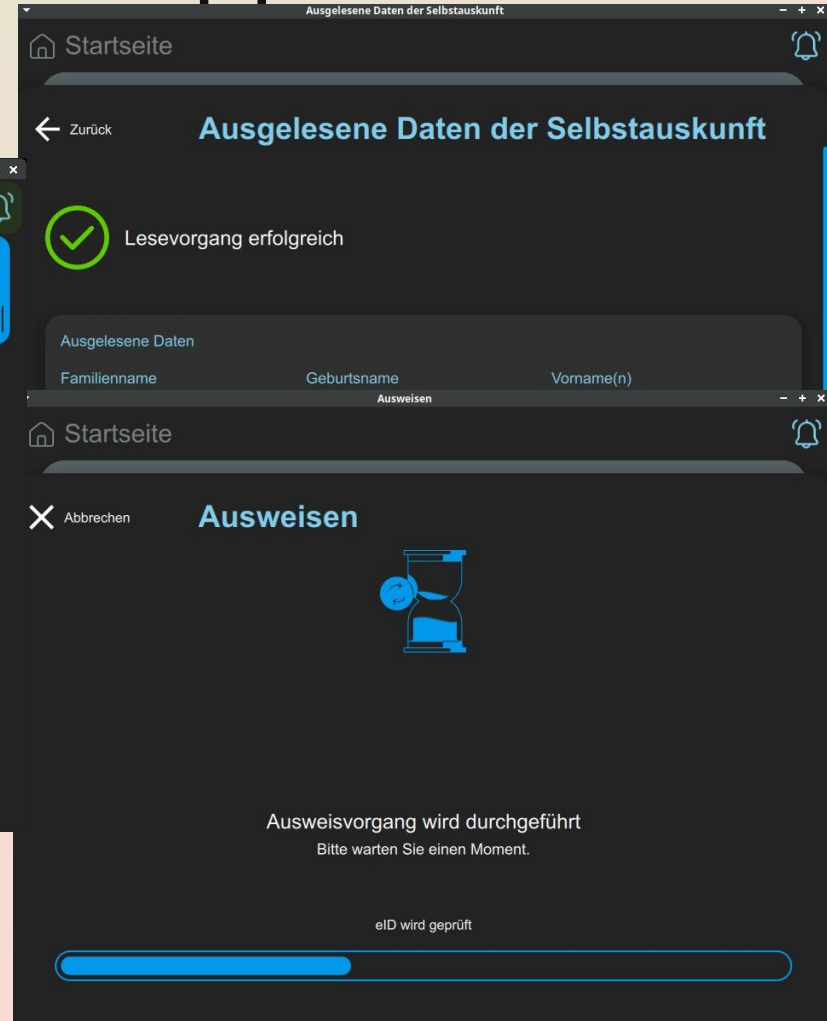 Ausgelesene Daten der Selbstauskunft
Startseite
Zurück
Ausgelesene Daten der Selbstauskunft
Lesevorgang erfolgreich
Ausgelesene Daten
Familienname Geburtsname Vorname(n)
Ausweisen
Startseite
Abbrechen
Ausweisen
Ausweisvorgang wird durchgeführt
Bitte warten Sie einen Moment.
eID wird geprüft